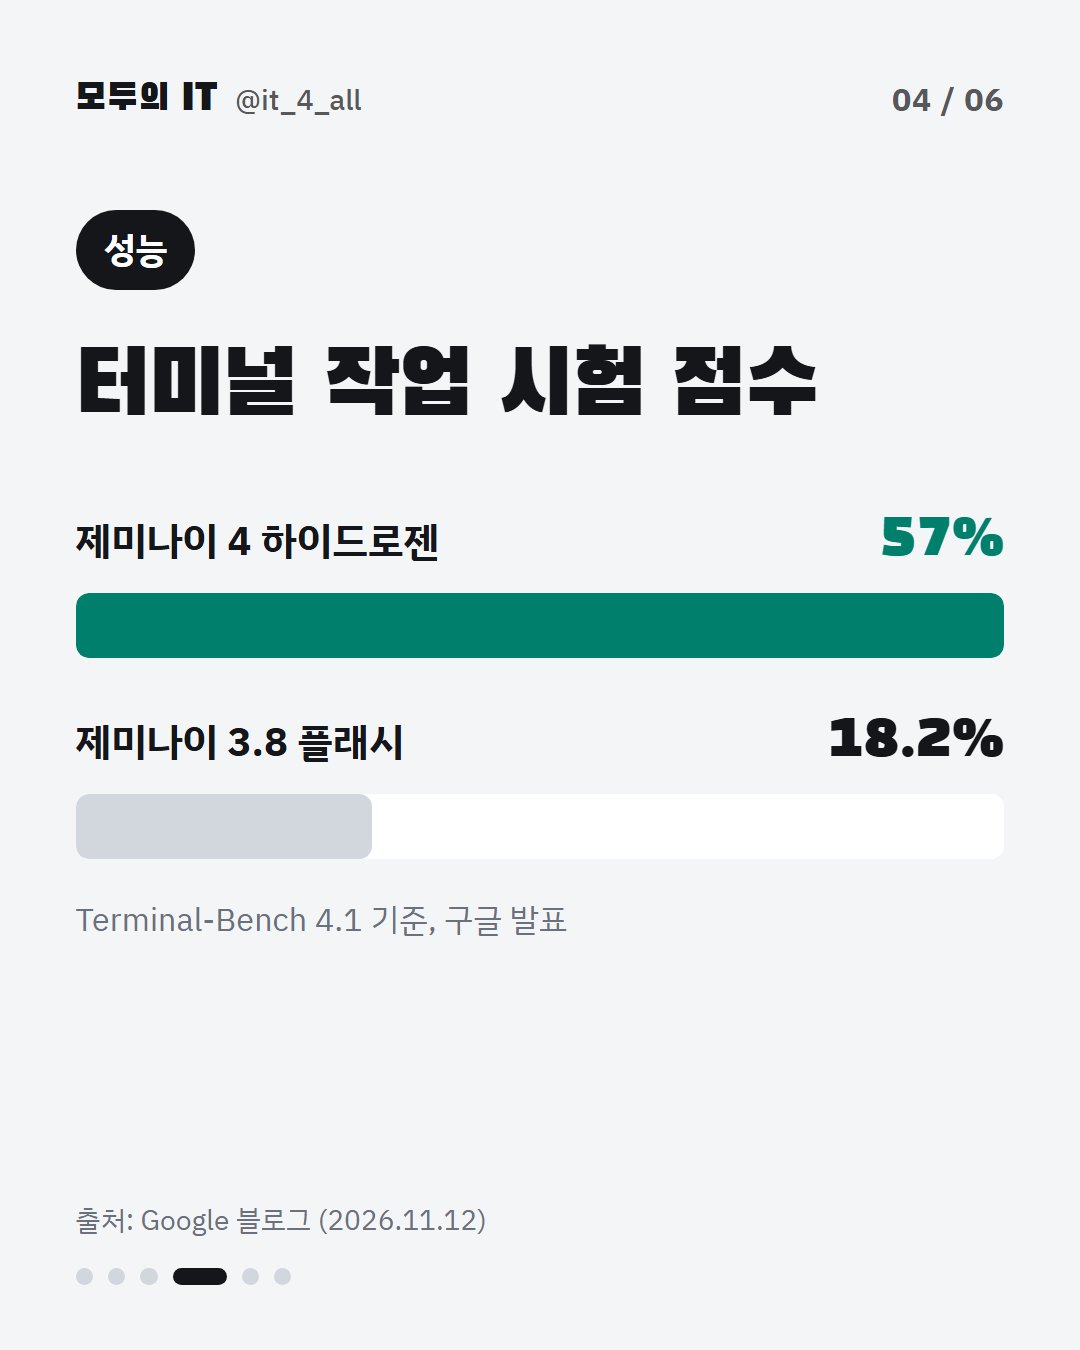 모두의 IT @it_4_all
04 / 06
성능
터미널 작업 시험 점수
제미나이 4 하이드로젠 57%
제미나이 3.8 플래시 18.2%
Terminal-Bench 4.1 기준, 구글 발표
출처: Google 블로그 (2026.11.12)